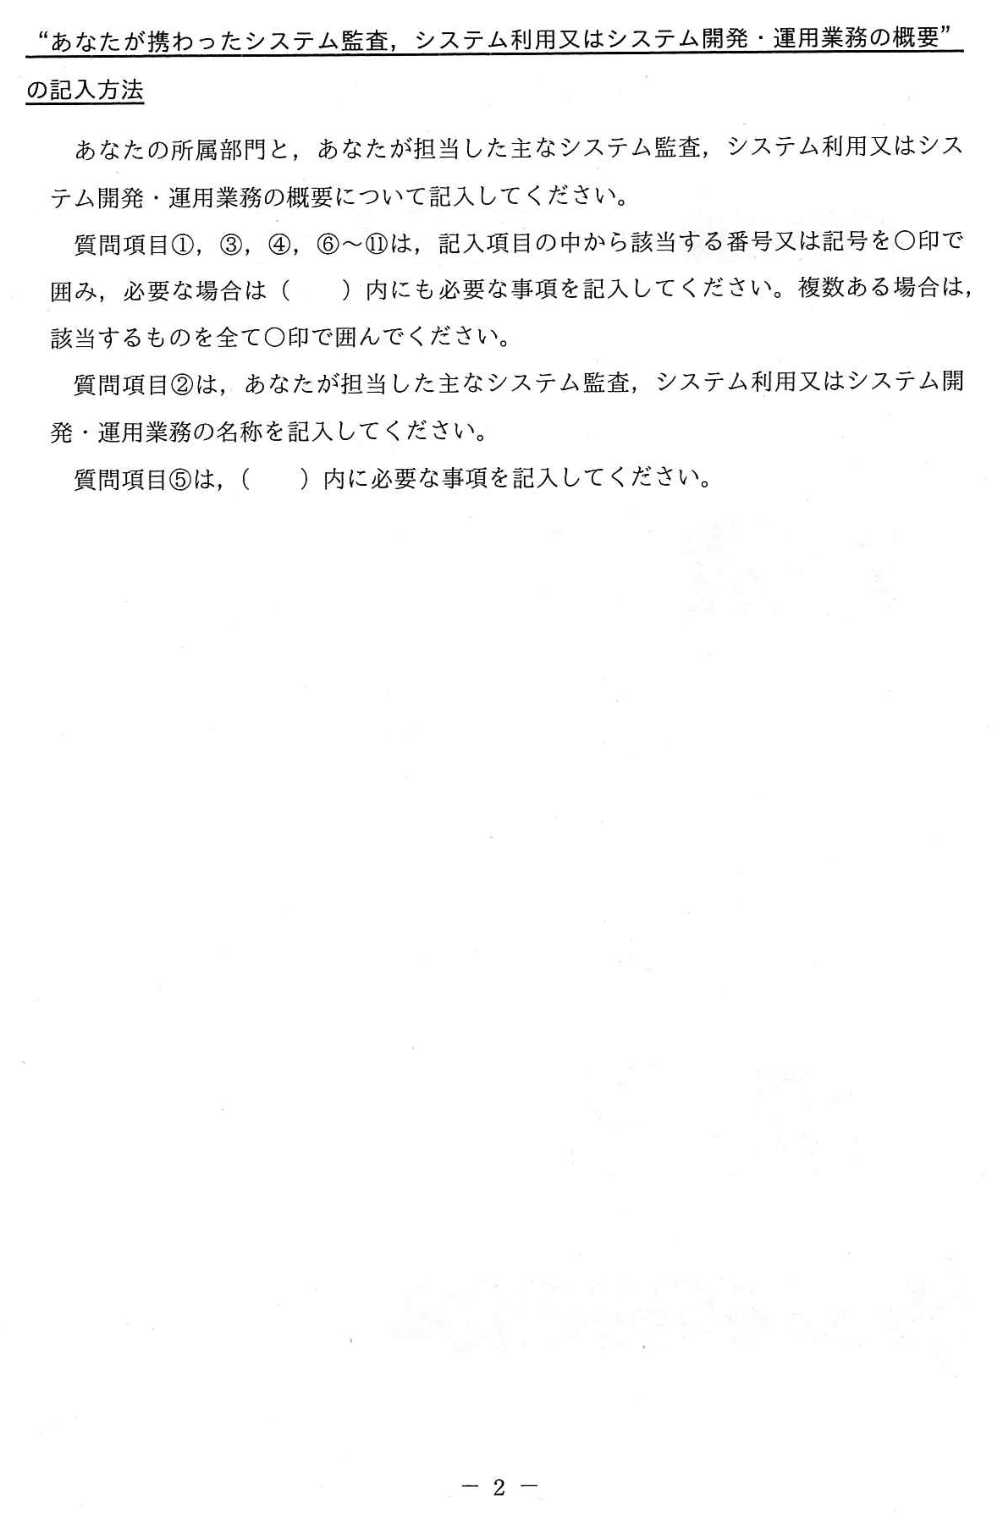 “あなたが携わったシステム監査，システム利用又はシステム開発・運用業務の概要”
の記入方法
あなたの所属部門と，あなたが担当した主なシステム監査，システム利用又はシス
テム開発・運用業務の概要について記入してください。
質問項目①，③，④，⑥～⑪は，記入項目の中から該当する番号又は記号を○印で
囲み，必要な場合は（　　）内にも必要な事項を記入してください。複数ある場合は，
該当するものを全て○印で囲んでください。
質問項目②は，あなたが担当した主なシステム監査，システム利用又はシステム開
発・運用業務の名称を記入してください。
質問項目⑤は，（　　）内に必要な事項を記入してください。
－ 2 －